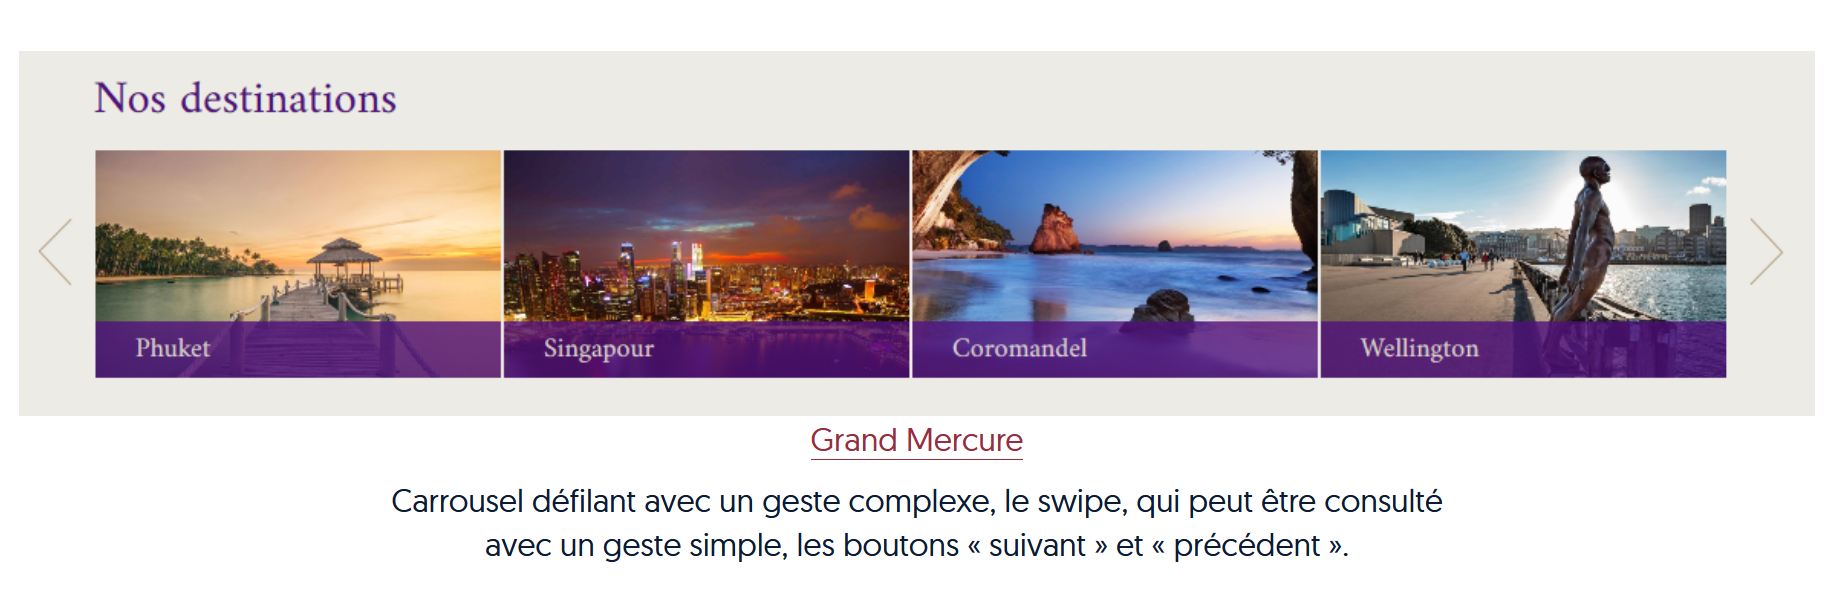 Nos destinations
Phuket
Singapour
Coromandel
Wellington
Grand Mercure
Carrousel défilant avec un geste complexe, le swipe, qui peut être consulté
avec un geste simple, les boutons « suivant » et « précédent ».